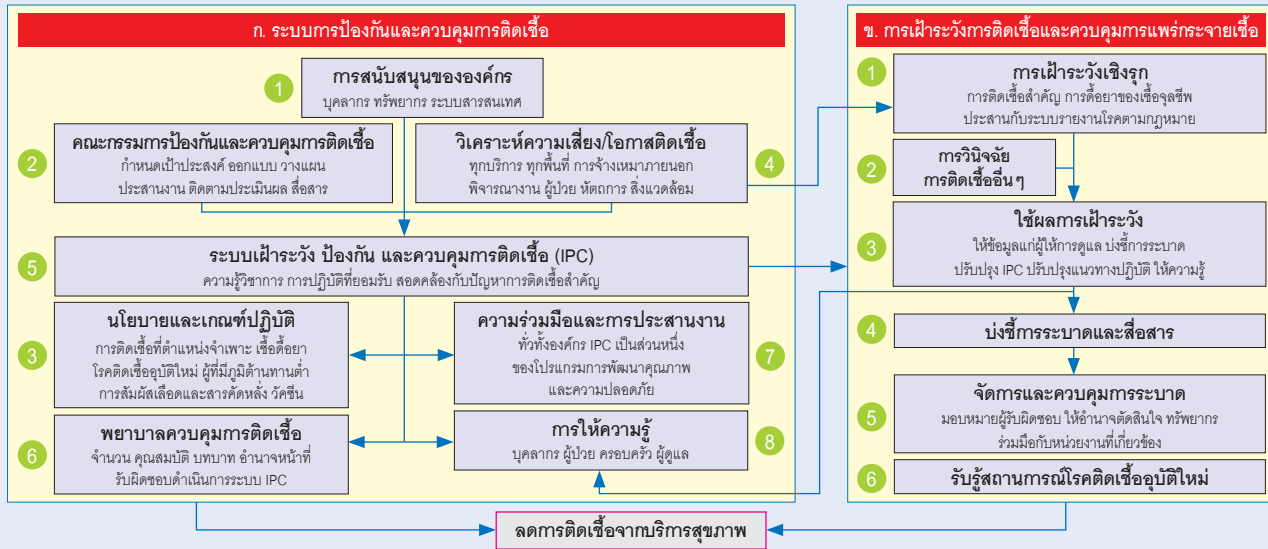 ก. ระบบการป้องกันและควบคุมการติดเชื้อ
1
การสนับสนุนขององค์กร
บุคลากร ทรัพยากร ระบบสารสนเทศ
2
คณะกรรมการป้องกันและควบคุมการติดเชื้อ
กำหนดเป้าประสงค์ ออกแบบ วางแผน
ประสานงาน ติดตามประเมินผล สื่อสาร
วิเคราะห์ความเสี่ยง/โอกาสติดเชื้อ
ทุกบริการ ทุกพื้นที่ การจ้างเหมาภายนอก
พิจารณางาน ผู้ป่วย หัตถการ สิ่งแวดล้อม
4
5
ระบบเฝ้าระวัง ป้องกัน และควบคุมการติดเชื้อ (IPC)
ความรู้วิชาการ การปฏิบัติที่ยอมรับ สอดคล้องกับปัญหาการติดเชื้อสำคัญ
3
นโยบายและเกณฑ์ปฏิบัติ
การติดเชื้อที่ตำแหน่งจำเพาะ เชื้อดื้อยา
โรคติดเชื้ออุบัติใหม่ ผู้ที่มีภูมิต้านทานต่ำ
การสัมผัสเลือดและสารคัดหลั่ง วัคซีน
ความร่วมมือและการประสานงาน
ทั่วทั้งองค์กร IPC เป็นส่วนหนึ่ง
ของโปรแกรมการพัฒนาคุณภาพ
และความปลอดภัย
7
6
พยาบาลควบคุมการติดเชื้อ
จำนวน คุณสมบัติ บทบาท อำนาจหน้าที่
รับผิดชอบดำเนินการระบบ IPC
การให้ความรู้
บุคลากร ผู้ป่วย ครอบครัว ผู้ดูแล
8
ข. การเฝ้าระวังการติดเชื้อและควบคุมการแพร่กระจายเชื้อ
1
การเฝ้าระวังเชิงรุก
การติดเชื้อสำคัญ การดื้อยาของเชื้อจุลชีพ
ประสานกับระบบรายงานโรคตามกฎหมาย
2
การวินิจฉัย
การติดเชื้ออื่นๆ
3
ใช้ผลการเฝ้าระวัง
ให้ข้อมูลแก่ผู้ให้การดูแล บ่งชี้การระบาด
ปรับปรุง IPC ปรับปรุงแนวทางปฏิบัติ ให้ความรู้
4
บ่งชี้การระบาดและสื่อสาร
5
จัดการและควบคุมการระบาด
มอบหมายผู้รับผิดชอบ ให้อำนาจตัดสินใจ ทรัพยากร
ร่วมมือกับหน่วยงานที่เกี่ยวข้อง
6
รับรู้สถานการณ์โรคติดเชื้ออุบัติใหม่
ลดการติดเชื้อจากบริการสุขภาพ